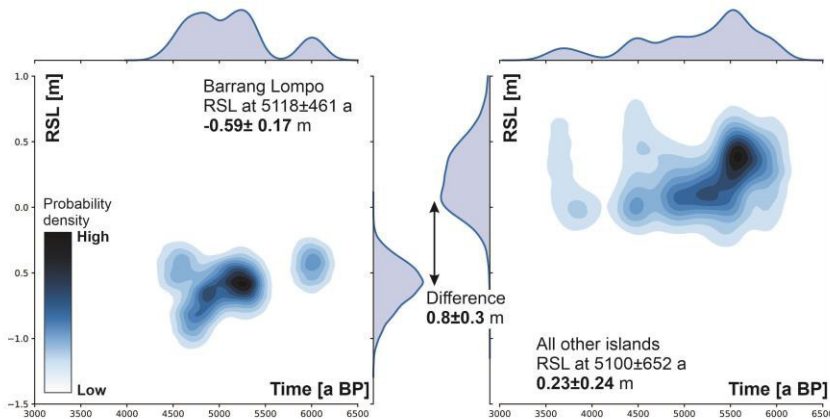 RSL [m]
1.0
0.5
0.0
0.5
−1.0
−1.5
3000 3500 4000 4500 5000 5500 6000 6500
Time [a BP]
Barrang Lompo
RSL at 5118±461 a
-0.59± 0.17 m
Probability
density
High
Low
Difference
0.8±0.3 m
RSL [m]
All other islands
RSL at 5100±652 a
0.23±0.24 m
Time [a BP]
3000 3500 4000 4500 5000 5500 6000 6500